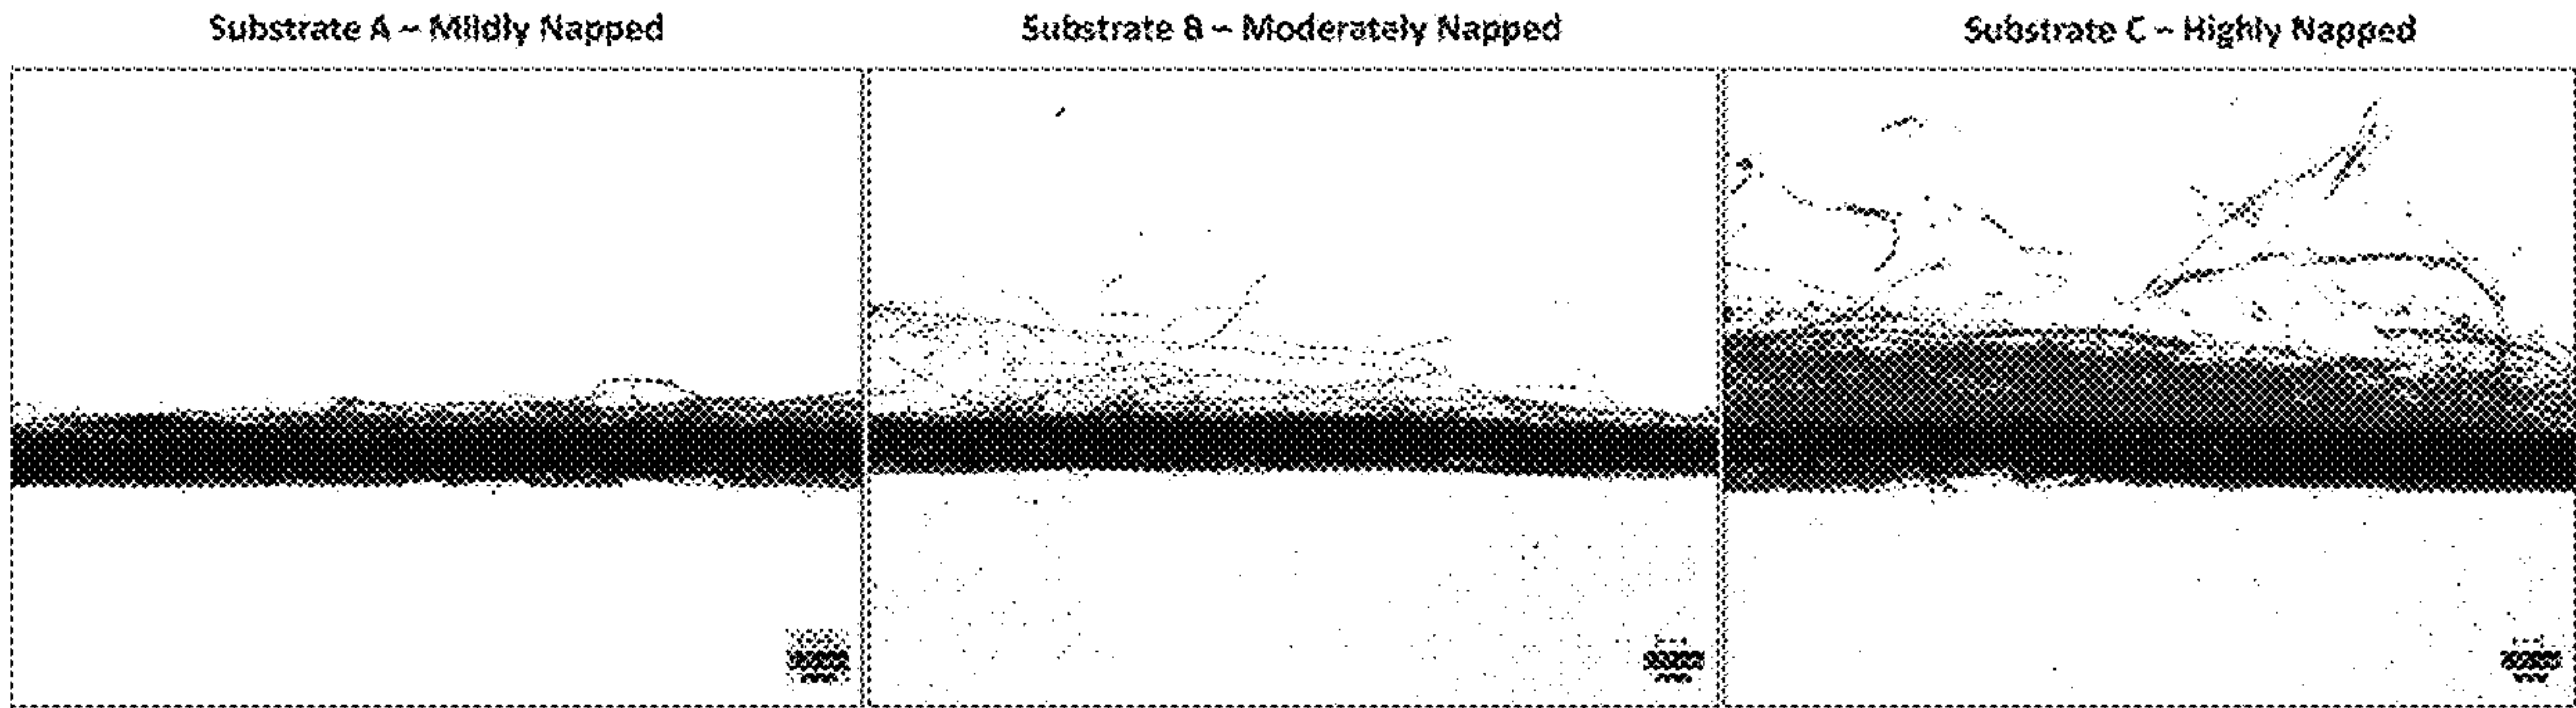 Substrate A – Mildly Napped
Substrate B – Moderately Napped
Substrate C – Highly Napped